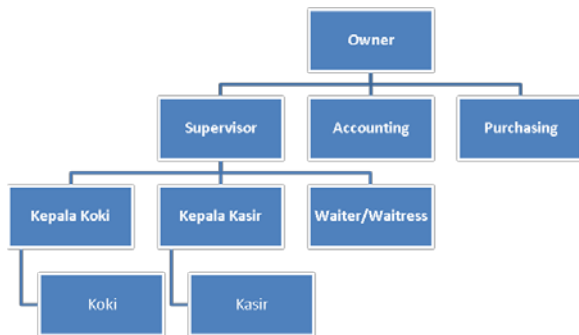 Owner
Supervisor
Accounting
Purchasing
Kepala Koki
Kepala Kasir
Waiter/Waitress
Koki
Kasir